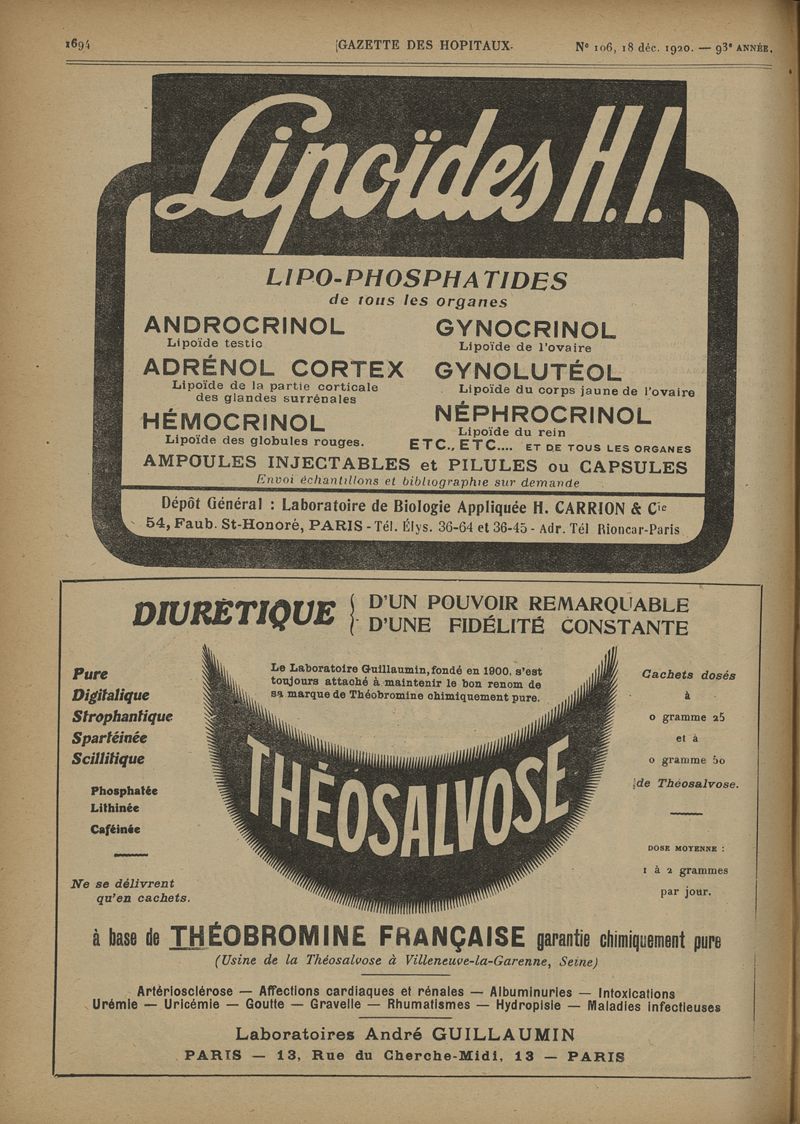 1694
GAZETTE DES HOPITAUX.
N° 106, 18 déc. 1920. — 93e ANNÉE.
Lipoïdes H.I.
LIPO-PHOSPHATIDES
de tous les organes
ANDROCRINOL
Lipoïde testic
ADRÉNOL CORTEX
Lipoïde de la partie corticale
des glandes surrénales
HÉMOCRINOL
Lipoïde des globules rouges.
GYNOCRINOL
Lipoïde de l'ovaire
GYNOLUTÉOL
Lipoïde du corps jaune de l'ovaire
NÉPHROCRINOL
Lipoïde du rein
ETC., ETC.... ET DE TOUS LES ORGANES
AMPOULES INJECTABLES et PILULES ou CAPSULES
Envoi échantillons et bibliographie sur demande
Dépôt Général : Laboratoire de Biologie Appliquée H. CARRION & Cie
54, Faub. St-Honoré, PARIS - Tél. Élys. 36-64 et 36-45 - Adr. Tél Rioncar-Paris
DIURÉTIQUE
D'UN POUVOIR REMARQUABLE
D'UNE FIDÉLITÉ CONSTANTE
Le Laboratoire Guillaumin, fondé en 1900, s'est
toujours attaché à maintenir le bon renom de
sa marque de Théobromine chimiquement pure.
Pure
Digitalique
Strophantique
Spartéinée
Scillitique
Phosphatée
Lithinée
Caféinée
Ne se délivrent
qu'en cachets.
THÉOSALVOSE
Cachets dosés
à
0 gramme 25
et à
0 gramme 50
de Théosalvose.
DOSE MOYENNE :
1 à 2 grammes
par jour.
à base de THÉOBROMINE FRANÇAISE garantie chimiquement pure
(Usine de la Théosalvose à Villeneuve-la-Garenne, Seine)
Artériosclérose — Affections cardiaques et rénales — Albuminuries — Intoxications
Urémie — Uricémie — Goutte — Gravelle — Rhumatismes — Hydropisie — Maladies infectieuses
Laboratoires André GUILLAUMIN
PARIS — 13, Rue du Cherche-Midi, 13 — PARIS